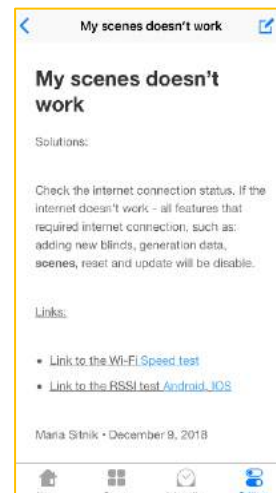 My scenes doesn't work
My scenes doesn't
work
Solutions:
Check the internet connection status. If the
internet doesn't work - all features that
required internet connection, such as:
adding new blinds, generation data,
scenes, reset and update will be disable.
Links:
Link to the Wi-Fi Speed test
Link to the RSSI test Android, IOS
Maria Sitnik • December 9, 2018